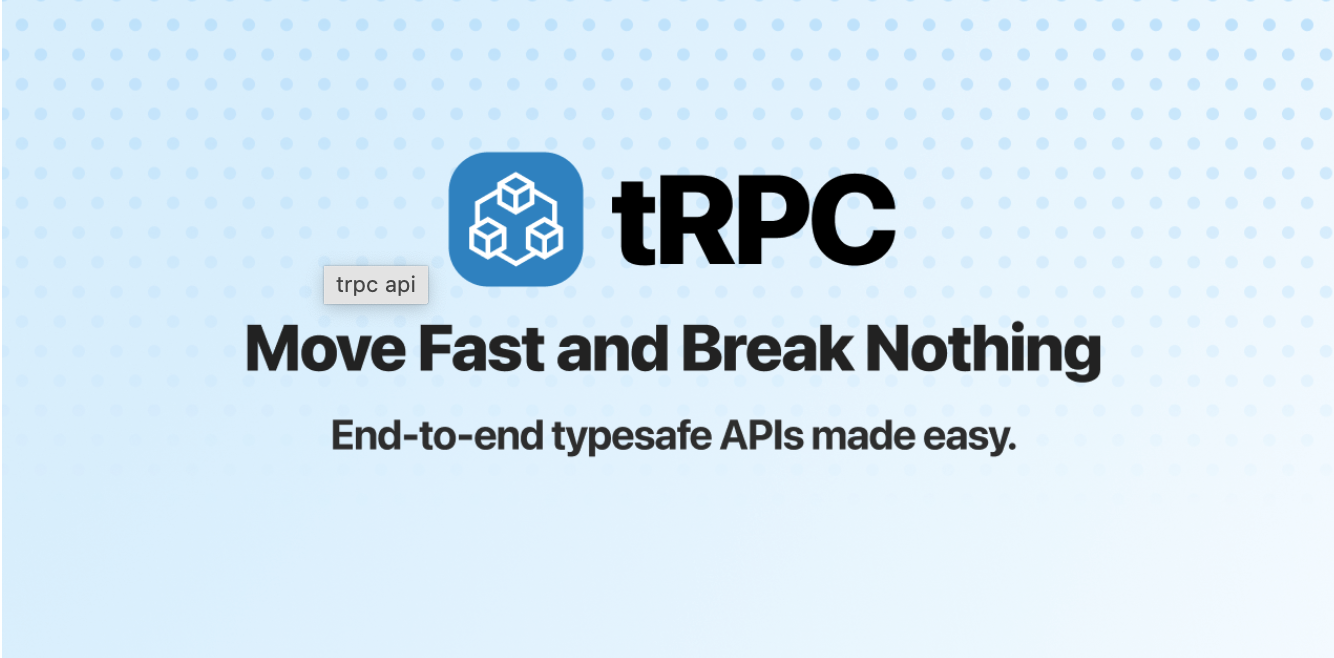 tRPC
trpc api
Move Fast and Break Nothing
End-to-end typesafe APIs made easy.